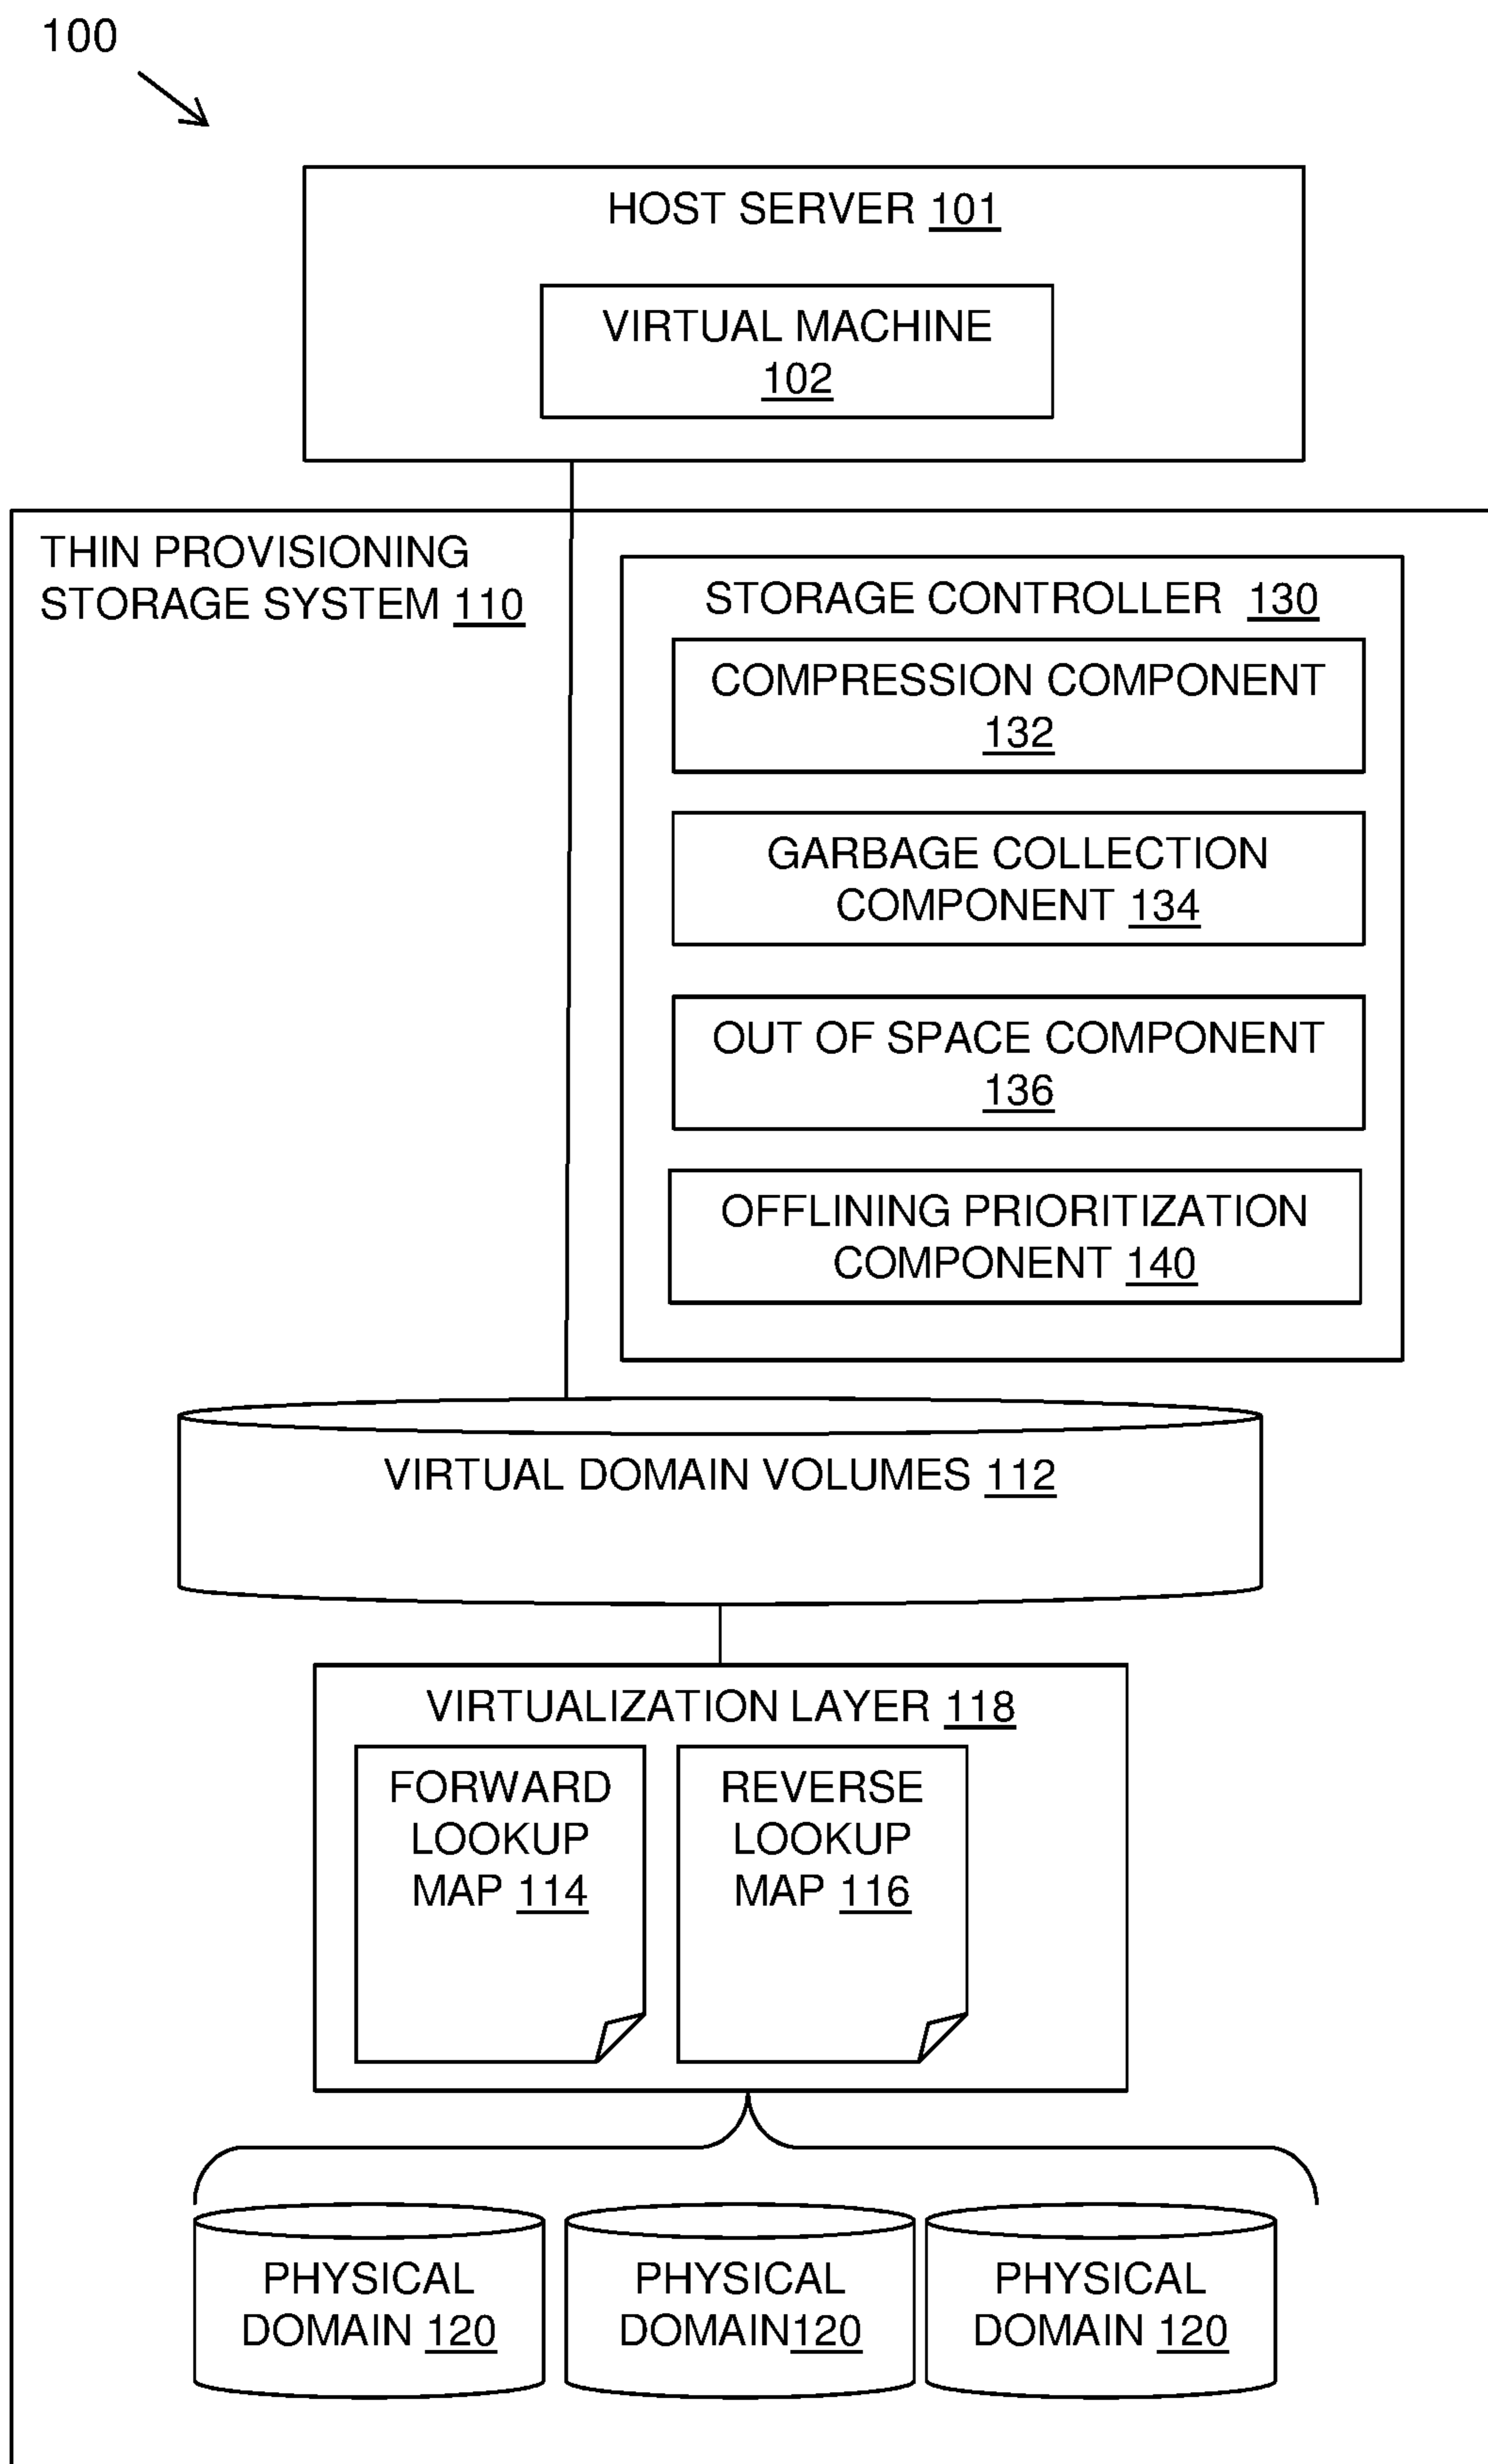 100
HOST SERVER 101
VIRTUAL MACHINE
102
THIN PROVISIONING
STORAGE SYSTEM 110
STORAGE CONTROLLER 130
COMPRESSION COMPONENT
132
GARBAGE COLLECTION
COMPONENT 134
OUT OF SPACE COMPONENT
136
OFFLINING PRIORITIZATION
COMPONENT 140
VIRTUAL DOMAIN VOLUMES 112
VIRTUALIZATION LAYER 118
FORWARD
LOOKUP
MAP 114
REVERSE
LOOKUP
MAP 116
PHYSICAL
DOMAIN 120
PHYSICAL
DOMAIN120
PHYSICAL
DOMAIN 120